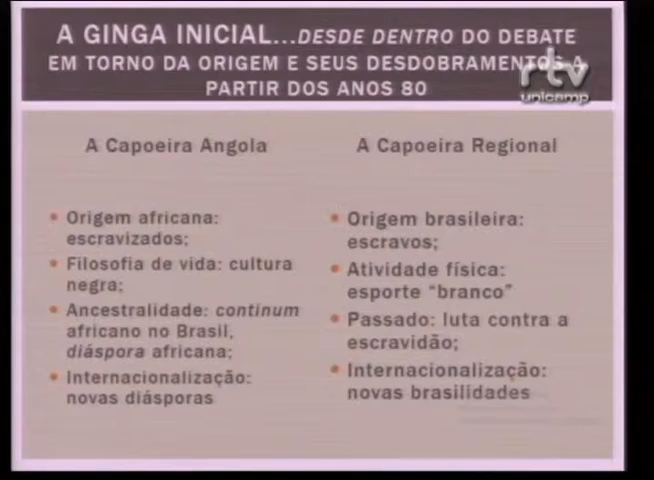 A GINGA INICIAL...DESDE DENTRO DO DEBATE
EM TORNO DA ORIGEM E SEUS DESDOBRAMENTOS A
PARTIR DOS ANOS 80
rtv
unicamp
A Capoeira Angola
• Origem africana:
escravizados;
• Filosofia de vida: cultura
negra;
• Ancestralidade: continum
africano no Brasil,
diáspora africana;
• Internacionalização:
novas diásporas
A Capoeira Regional
• Origem brasileira:
escravos;
• Atividade física:
esporte “branco”
• Passado: luta contra a
escravidão;
• Internacionalização:
novas brasilidades